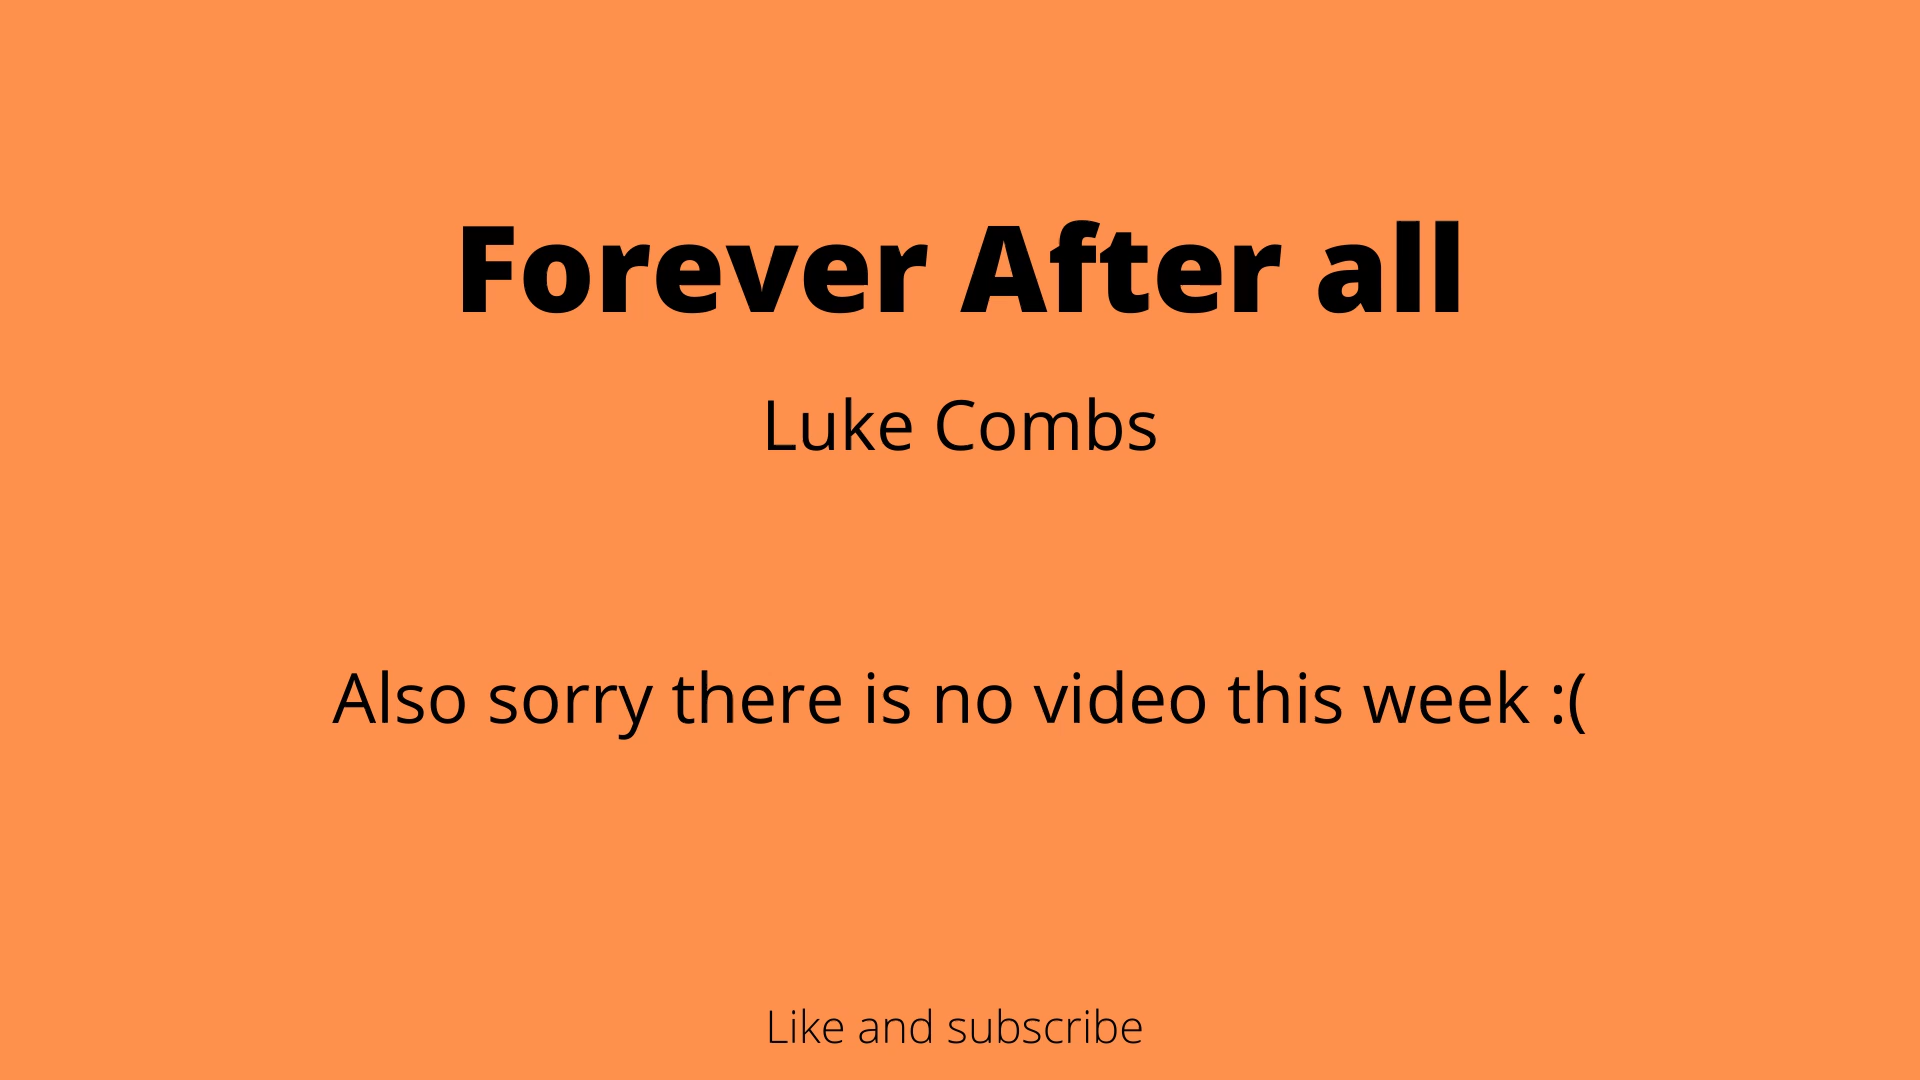 Forever After all
Luke Combs
Also sorry there is no video this week :(
Like and subscribe